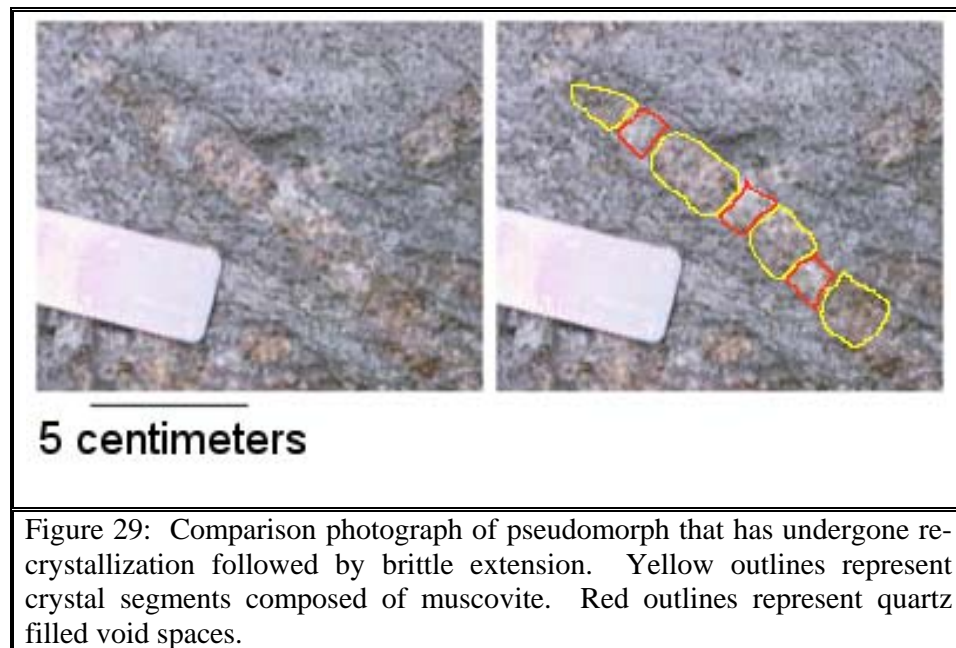 5 centimeters
Figure 29: Comparison photograph of pseudomorph that has undergone re-
crystallization followed by brittle extension. Yellow outlines represent
crystal segments composed of muscovite. Red outlines represent quartz
filled void spaces.